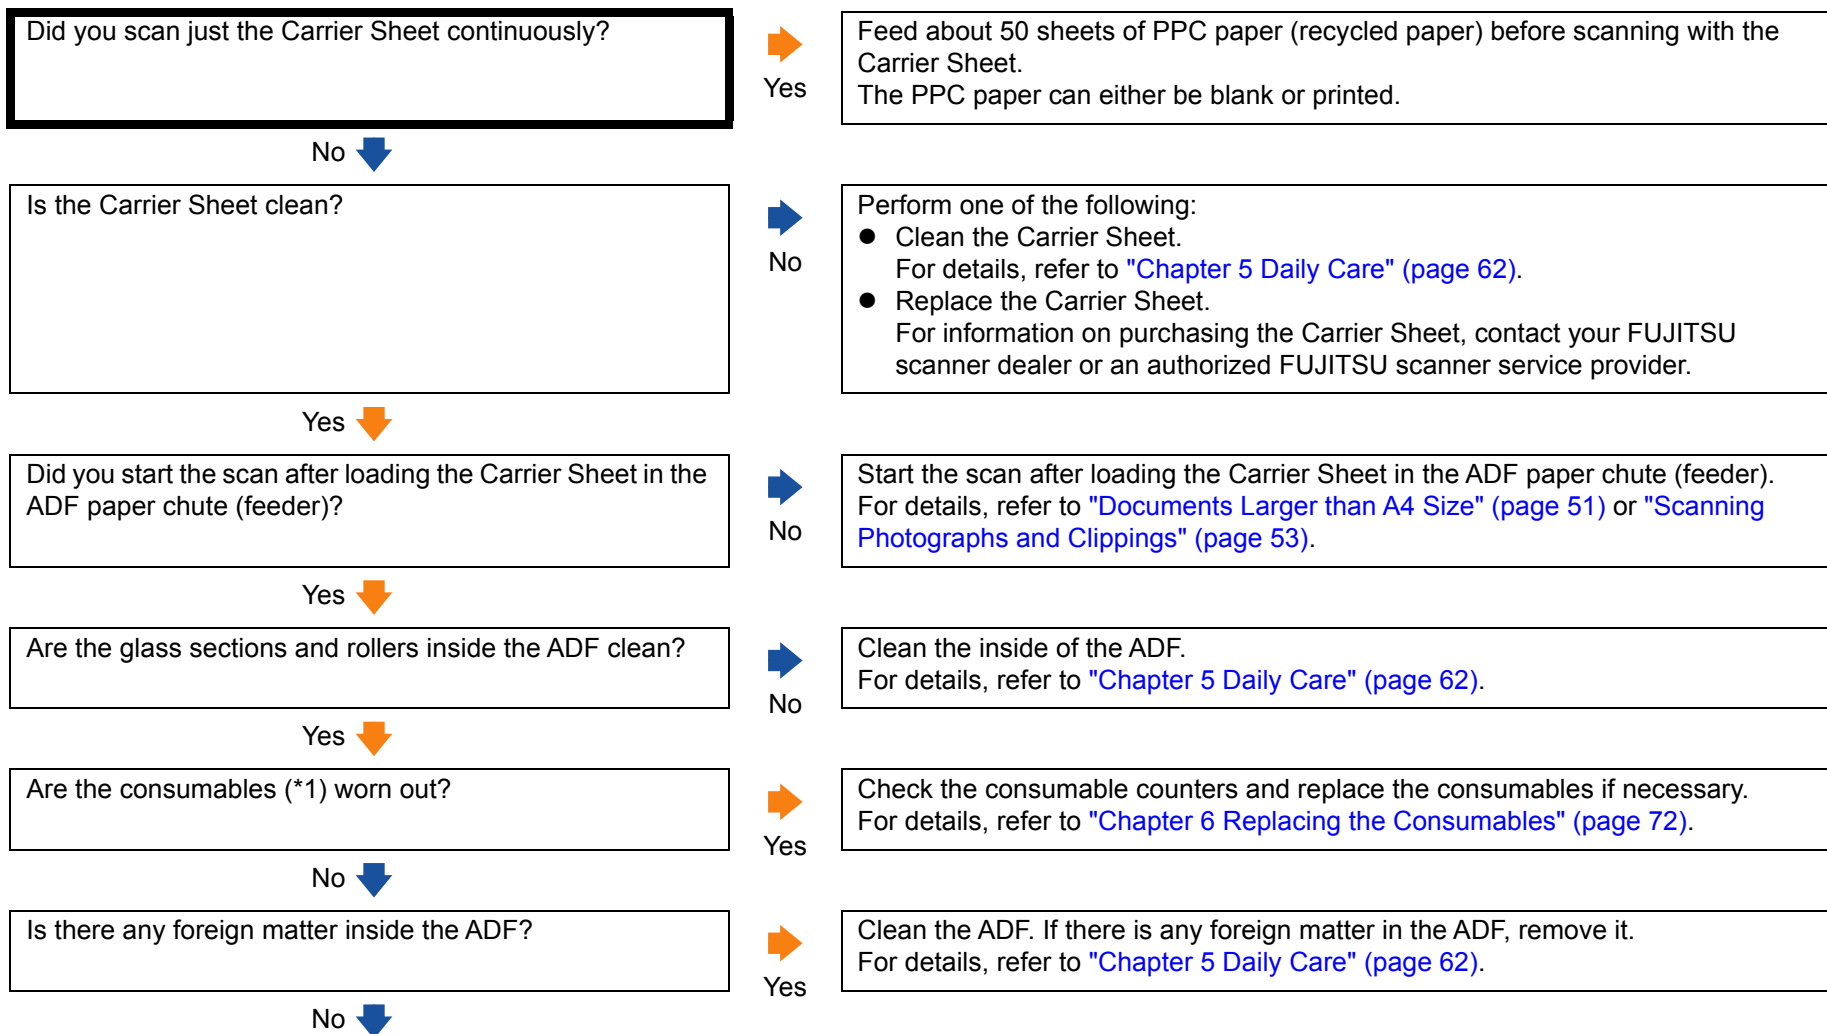 Did you scan just the Carrier Sheet continuously?
Yes
Feed about 50 sheets of PPC paper (recycled paper) before scanning with the
Carrier Sheet.
The PPC paper can either be blank or printed.
No
Is the Carrier Sheet clean?
No
Perform one of the following:
● Clean the Carrier Sheet.
For details, refer to "Chapter 5 Daily Care" (page 62).
● Replace the Carrier Sheet.
For information on purchasing the Carrier Sheet, contact your FUJITSU
scanner dealer or an authorized FUJITSU scanner service provider.
Yes
Did you start the scan after loading the Carrier Sheet in the
ADF paper chute (feeder)?
No
Start the scan after loading the Carrier Sheet in the ADF paper chute (feeder).
For details, refer to "Documents Larger than A4 Size" (page 51) or "Scanning
Photographs and Clippings" (page 53).
Yes
Are the glass sections and rollers inside the ADF clean?
No
Clean the inside of the ADF.
For details, refer to "Chapter 5 Daily Care" (page 62).
Yes
Are the consumables (*1) worn out?
Yes
Check the consumable counters and replace the consumables if necessary.
For details, refer to "Chapter 6 Replacing the Consumables" (page 72).
No
Is there any foreign matter inside the ADF?
Yes
Clean the ADF. If there is any foreign matter in the ADF, remove it.
For details, refer to "Chapter 5 Daily Care" (page 62).
No